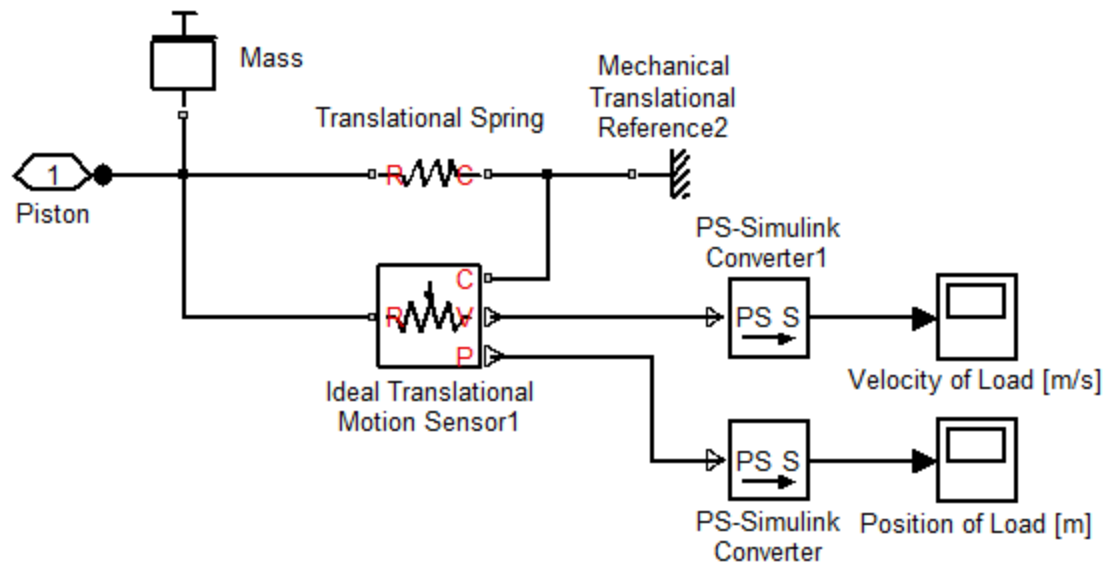 Mass
Mechanical
Translational
Reference2
Translational Spring
1
R
C
Piston
PS-Simulink
Converter1
C
R
V
P
PS S
Ideal Translational
Motion Sensor1
Velocity of Load [m/s]
PS S
PS-Simulink
Converter
Position of Load [m]